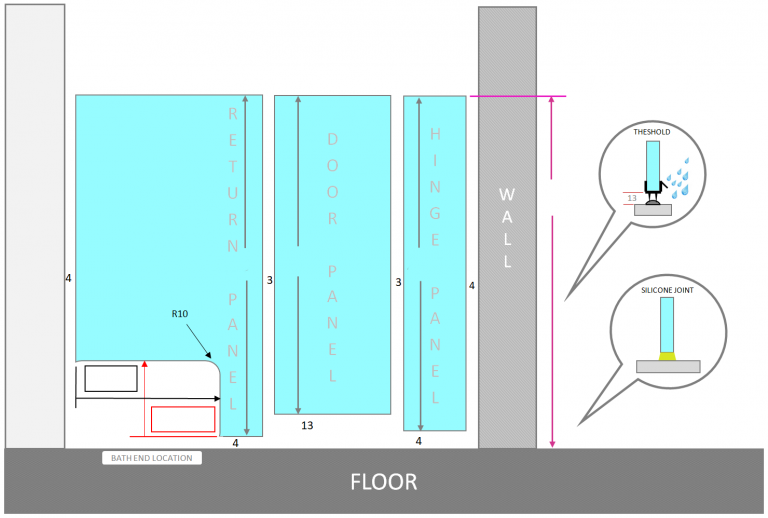 RETURN PANEL
DOOR PANEL
HINGE PANEL
WALL
THESHOLD
13
4
3
3
4
SILICONE JOINT
R10
13
4
4
BATH END LOCATION
FLOOR